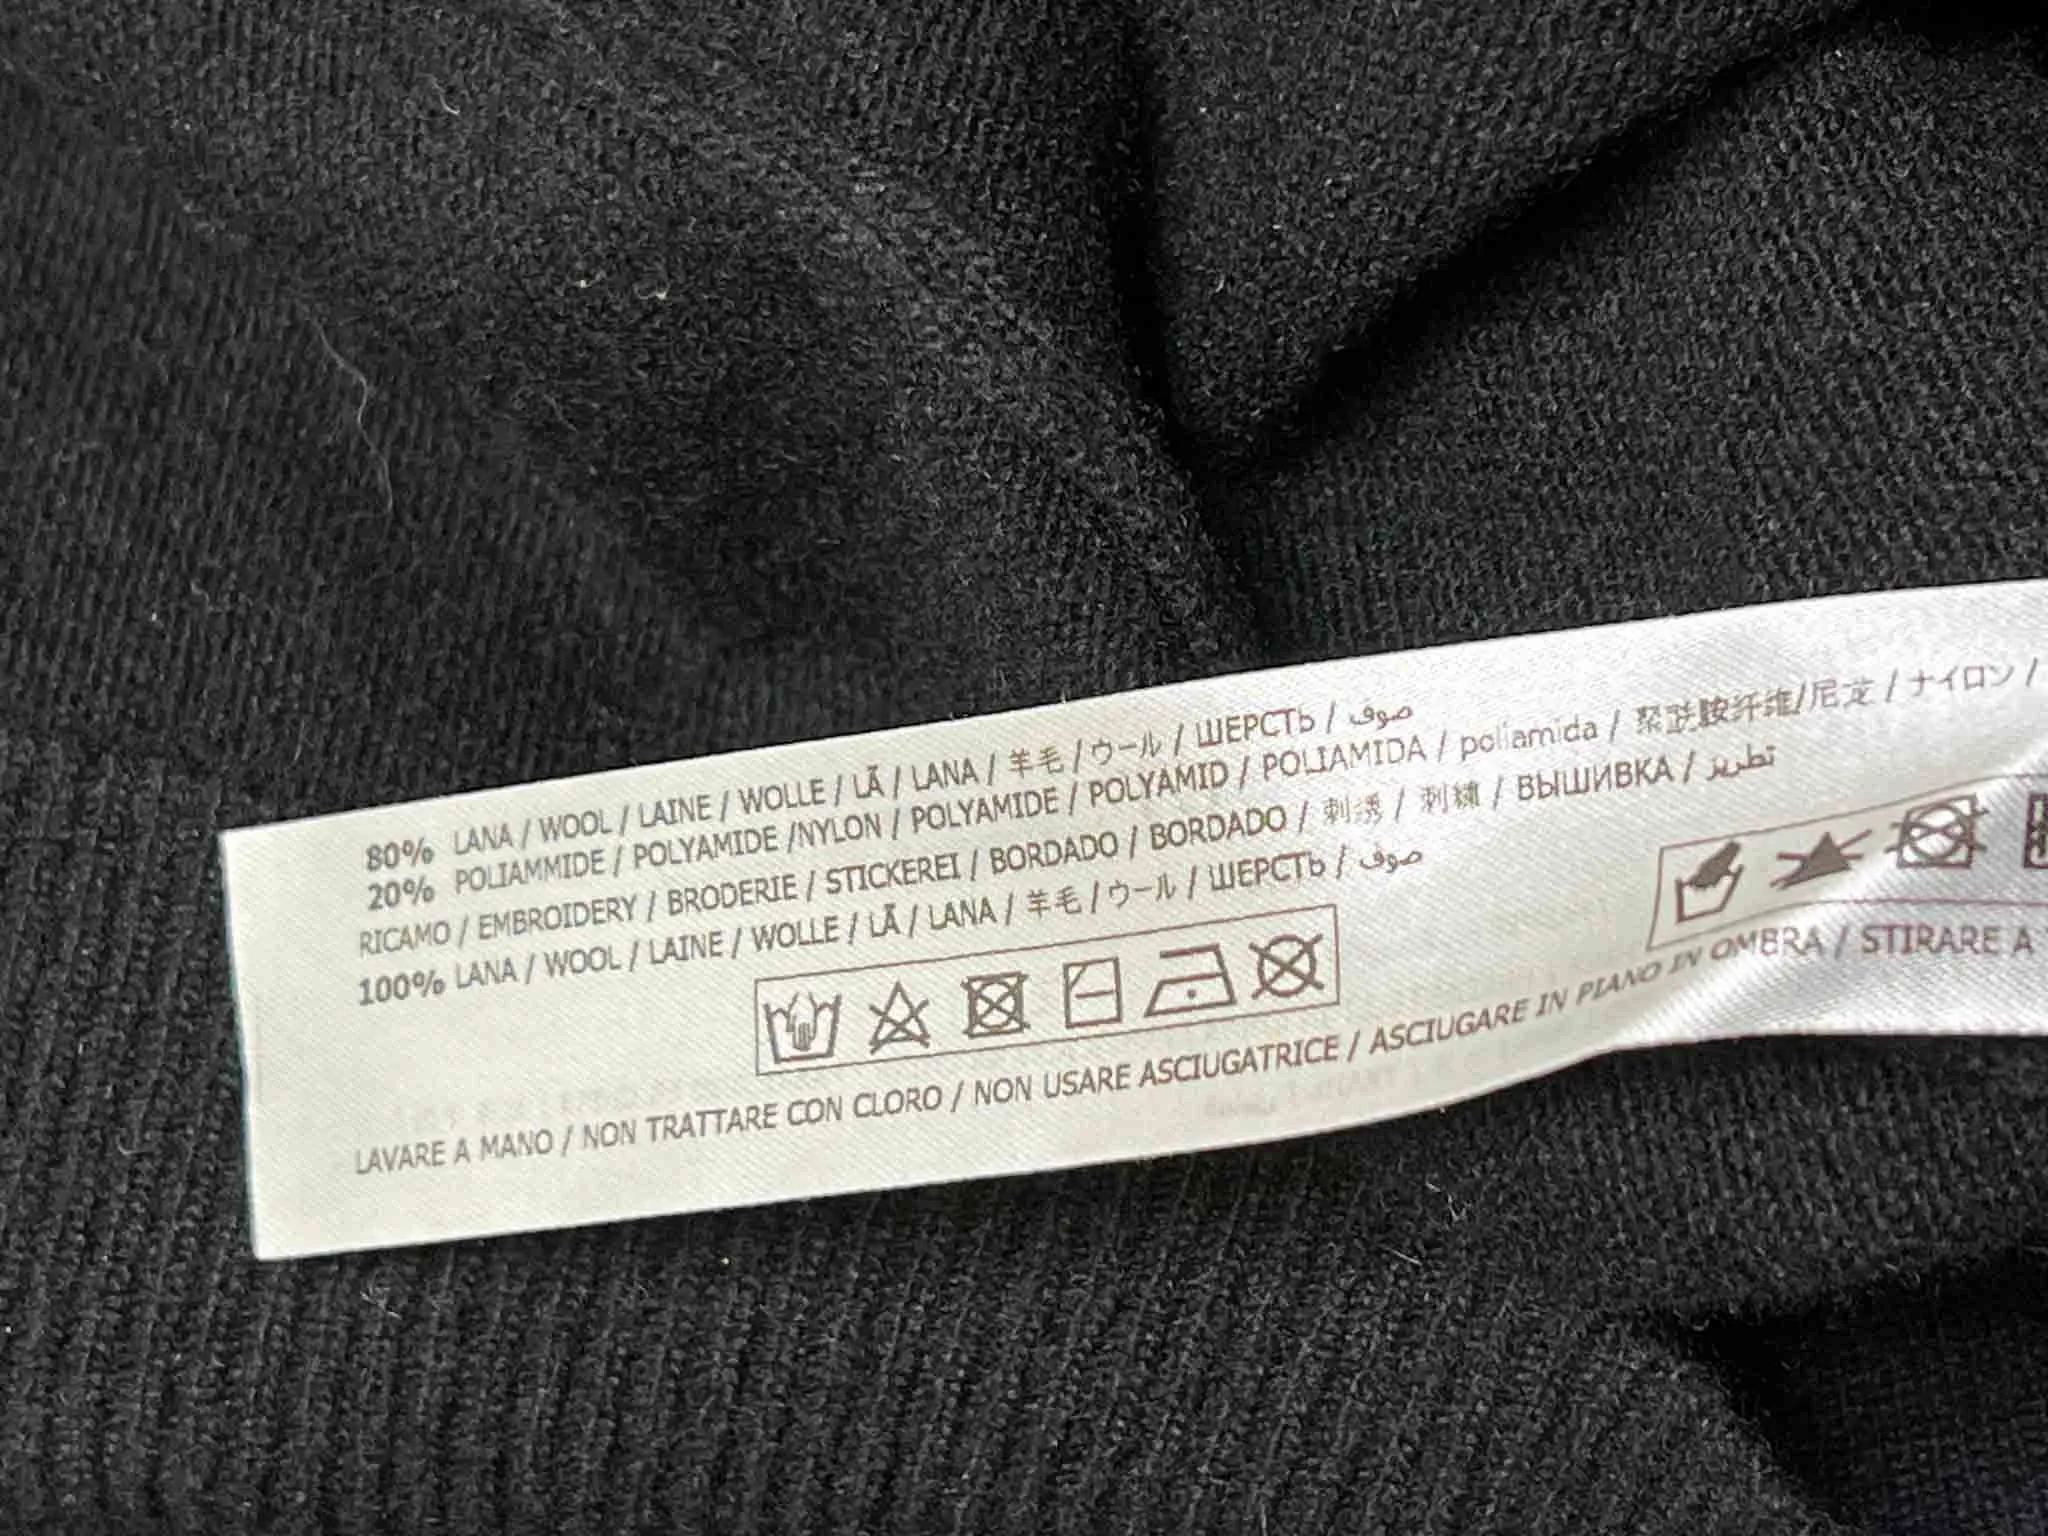 80% LANA / WOOL / LAINE / WOLLE / LÃ / LANA / 羊毛 / ウール / ШЕРСТЬ / صوف
20% POLIAMMIDE / POLYAMIDE /NYLON / POLYAMIDE / POLYAMID / POLIAMIDA / poliamida / 聚酰胺纤维/尼龙 / ナイロン /
RICAMO / EMBROIDERY / BRODERIE / STICKEREI / BORDADO / BORDADO / 刺绣 / 刺繍 / ВЫШИВКА / تطريز
100% LANA / WOOL / LAINE / WOLLE / LÃ / LANA / 羊毛 / ウール / ШЕРСТЬ / صوف
LAVARE A MANO / NON TRATTARE CON CLORO / NON USARE ASCIUGATRICE / ASCIUGARE IN PIANO IN OMBRA / STIRARE A